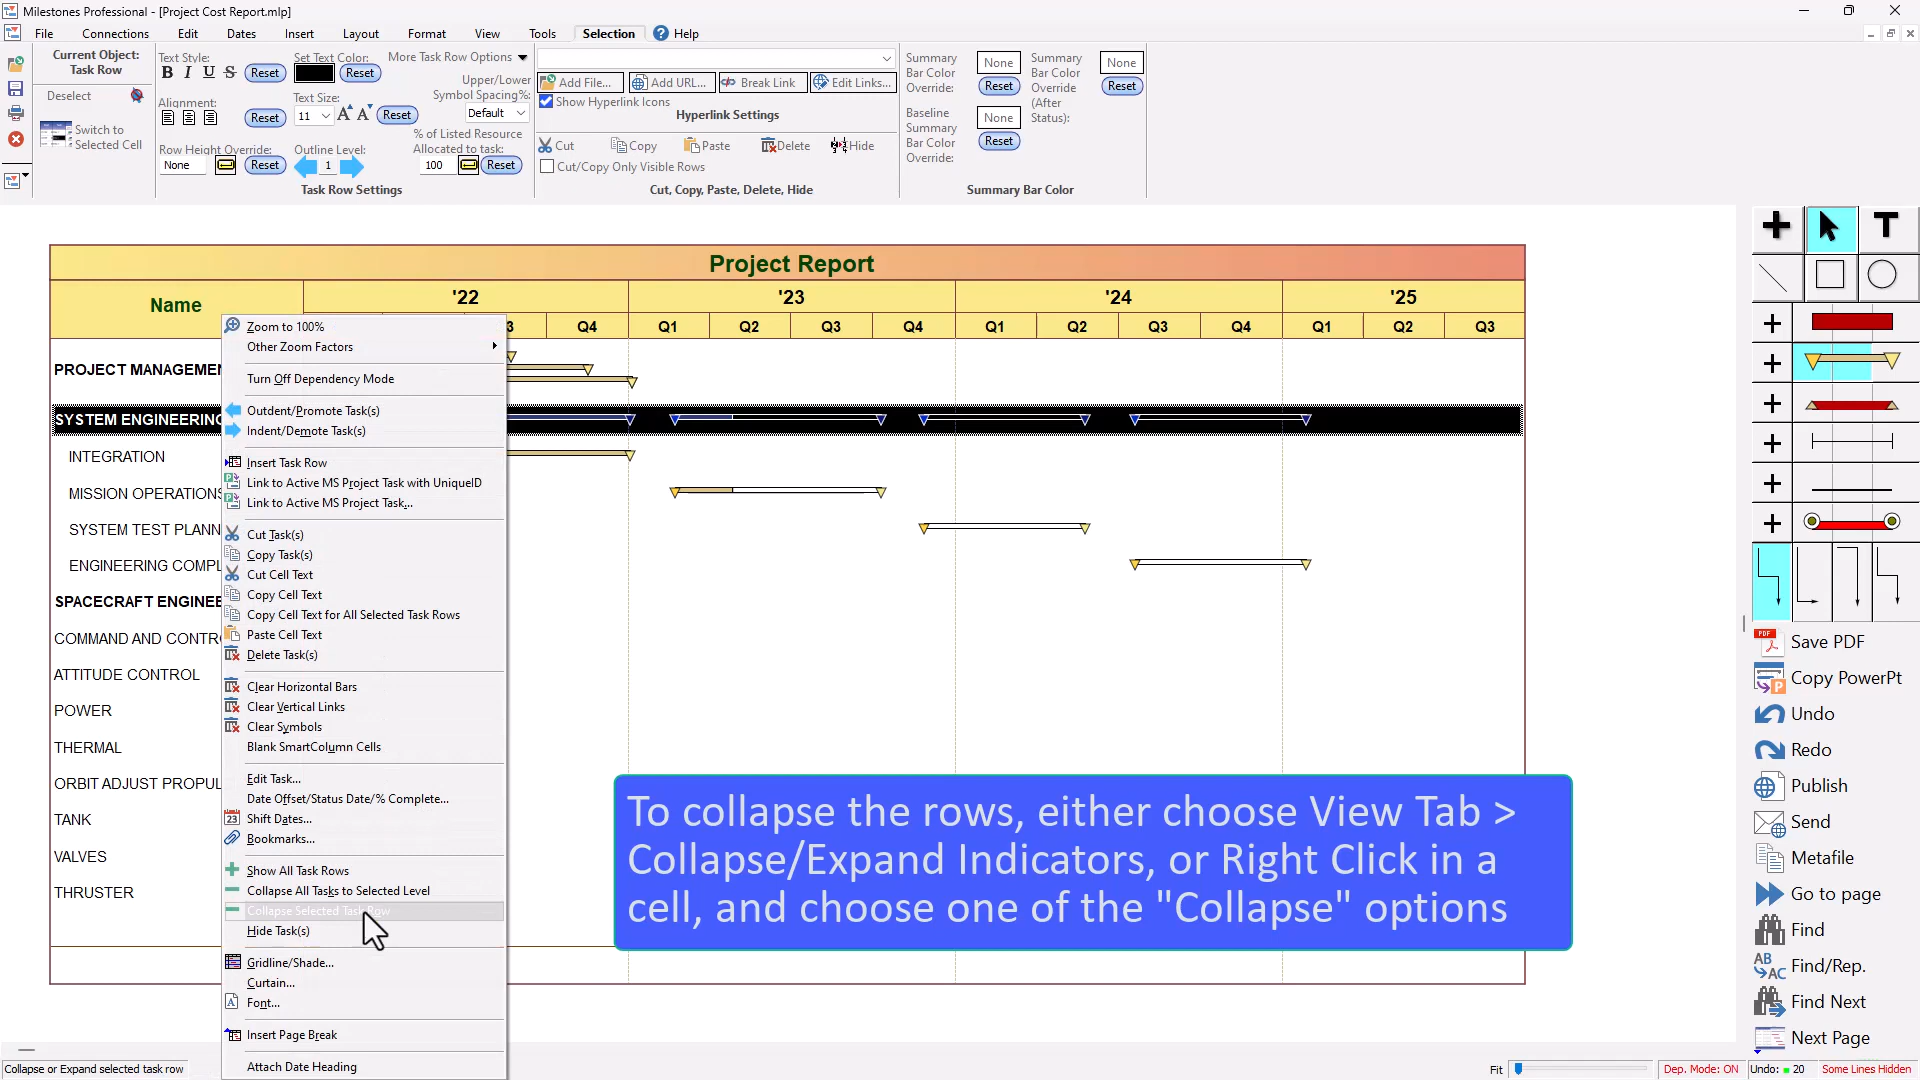 Milestones Professional - [Project Cost Report.mlp]
File Connections Edit Dates Insert Layout Format View Tools Selection Help
Current Object:
Task Row
Deselect
Switch to
Selected Cell
Text Style:
B I U S Reset
Set Text Color:
Reset
More Task Row Options
Alignment:
Reset
Text Size:
11 A A Reset
Upper/Lower
Symbol Spacing%:
Default
Row Height Override:
None Reset
Outline Level:
1
% of Listed Resource
Allocated to task:
100 Reset
Task Row Settings
Add File... Add URL... Break Link Edit Links...
Show Hyperlink Icons
Hyperlink Settings
Cut Copy Paste Delete Hide
Cut/Copy Only Visible Rows
Cut, Copy, Paste, Delete, Hide
Summary
Bar Color
Override:
None
Reset
Baseline
Summary
Bar Color
Override:
None
Reset
Summary
Bar Color
Override
(After
Status):
None
Reset
Summary Bar Color
Project Report
Name
'22 '23 '24 '25
3 Q4 Q1 Q2 Q3 Q4 Q1 Q2 Q3 Q4 Q1 Q2 Q3
PROJECT MANAGEMEN
SYSTEM ENGINEERING
INTEGRATION
MISSION OPERATIONS
SYSTEM TEST PLANN
ENGINEERING COMPL
SPACECRAFT ENGINEE
COMMAND AND CONTRO
ATTITUDE CONTROL
POWER
THERMAL
ORBIT ADJUST PROPUL
TANK
VALVES
THRUSTER
Zoom to 100%
Other Zoom Factors
Turn Off Dependency Mode
Outdent/Promote Task(s)
Indent/Demote Task(s)
Insert Task Row
Link to Active MS Project Task with UniqueID
Link to Active MS Project Task...
Cut Task(s)
Copy Task(s)
Cut Cell Text
Copy Cell Text
Copy Cell Text for All Selected Task Rows
Paste Cell Text
Delete Task(s)
Clear Horizontal Bars
Clear Vertical Links
Clear Symbols
Blank SmartColumn Cells
Edit Task...
Date Offset/Status Date/% Complete...
23 Shift Dates...
Bookmarks...
Show All Task Rows
Collapse All Tasks to Selected Level
Collapse Selected Task Row
Hide Task(s)
Gridline/Shade...
Curtain...
A Font...
Insert Page Break
Attach Date Heading
To collapse the rows, either choose View Tab >
Collapse/Expand Indicators, or Right Click in a
cell, and choose one of the "Collapse" options
T
PDF Save PDF
P Copy PowerPt
Undo
Redo
Publish
Send
Metafile
Go to page
Find
AB AC Find/Rep.
Find Next
Next Page
Collapse or Expand selected task row
Fit
Dep. Mode: ON
Undo: 20
Some Lines Hidden